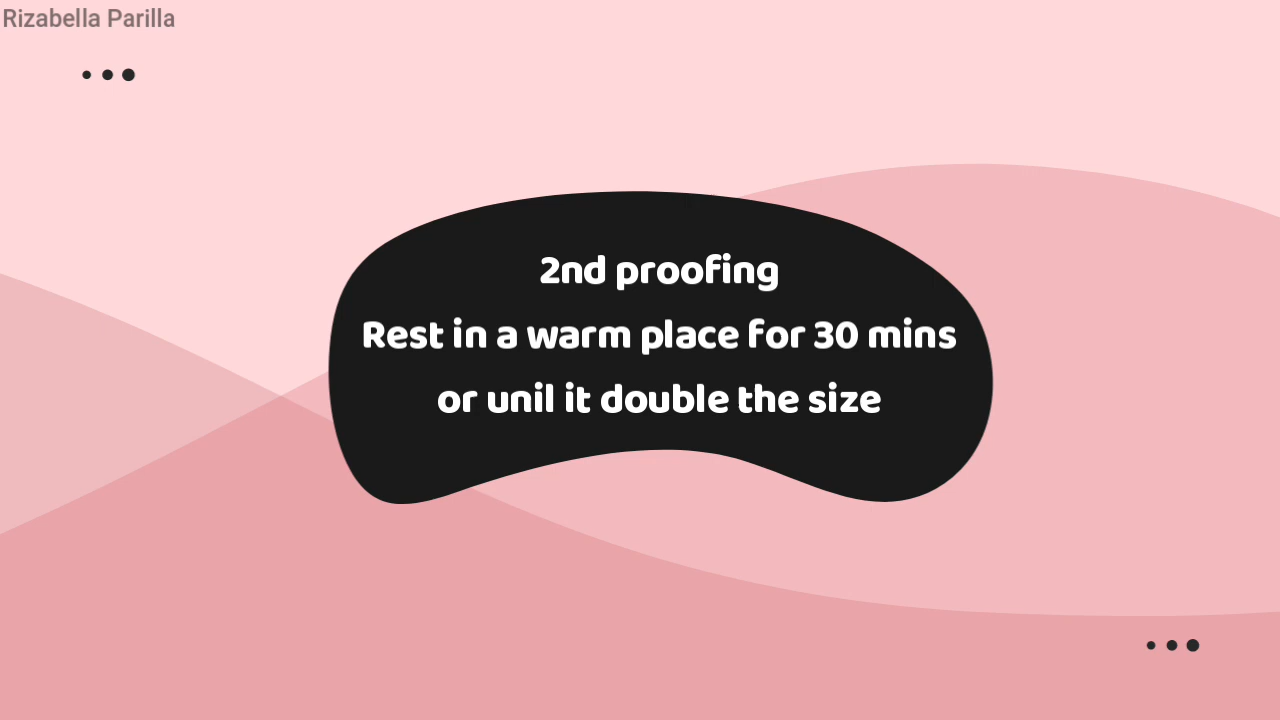 Rizabella Parilla
2nd proofing
Rest in a warm place for 30 mins
or unil it double the size